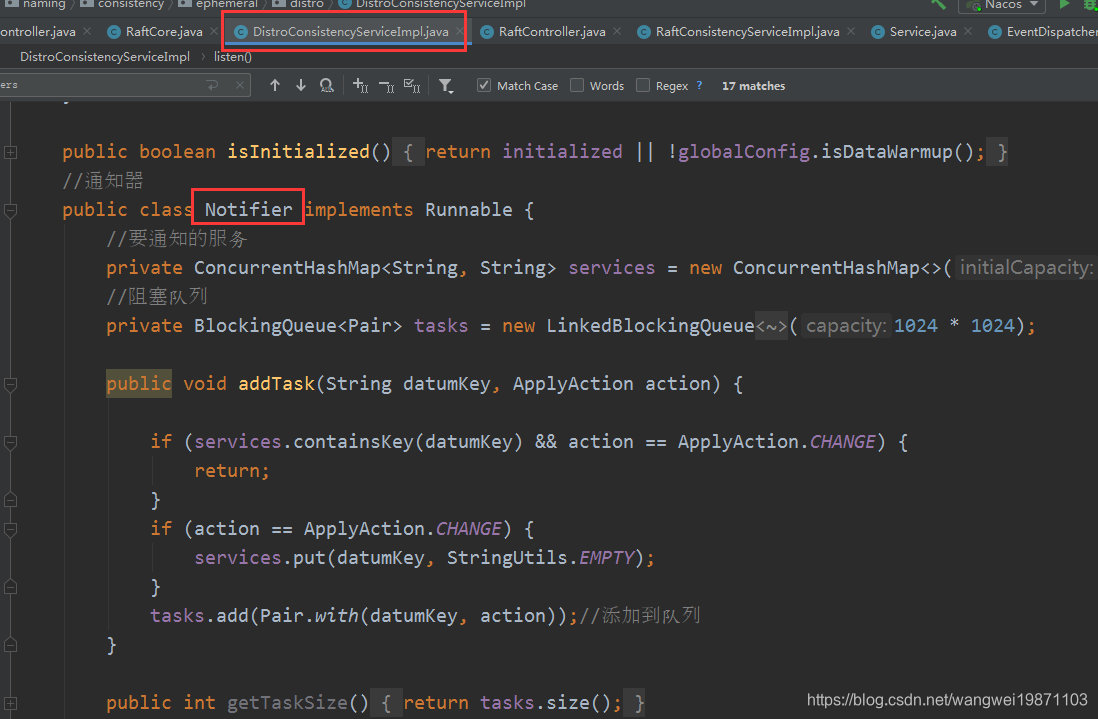 naming consistency ephemeral distro DistroConsistencyServiceImpl Nacos
ontroller.java RaftCore.java DistroConsistencyServiceImpl.java RaftController.java RaftConsistencyServiceImpl.java Service.java EventDispatcher
DistroConsistencyServiceImpl listen()
ers Match Case Words Regex ? 17 matches
public boolean isInitialized() { return initialized || !globalConfig.isDataWarmup(); }
//通知器
public class Notifier implements Runnable {
//要通知的服务
private ConcurrentHashMap<String, String> services = new ConcurrentHashMap<>( initialCapacity:
//阻塞队列
private BlockingQueue<Pair> tasks = new LinkedBlockingQueue<~>( capacity: 1024 * 1024);
public void addTask(String datumKey, ApplyAction action) {
if (services.containsKey(datumKey) && action == ApplyAction.CHANGE) {
return;
}
if (action == ApplyAction.CHANGE) {
services.put(datumKey, StringUtils.EMPTY);
}
tasks.add(Pair.with(datumKey, action));//添加到队列
}
public int getTaskSize() { return tasks.size(); }
https://blog.csdn.net/wangwei19871103